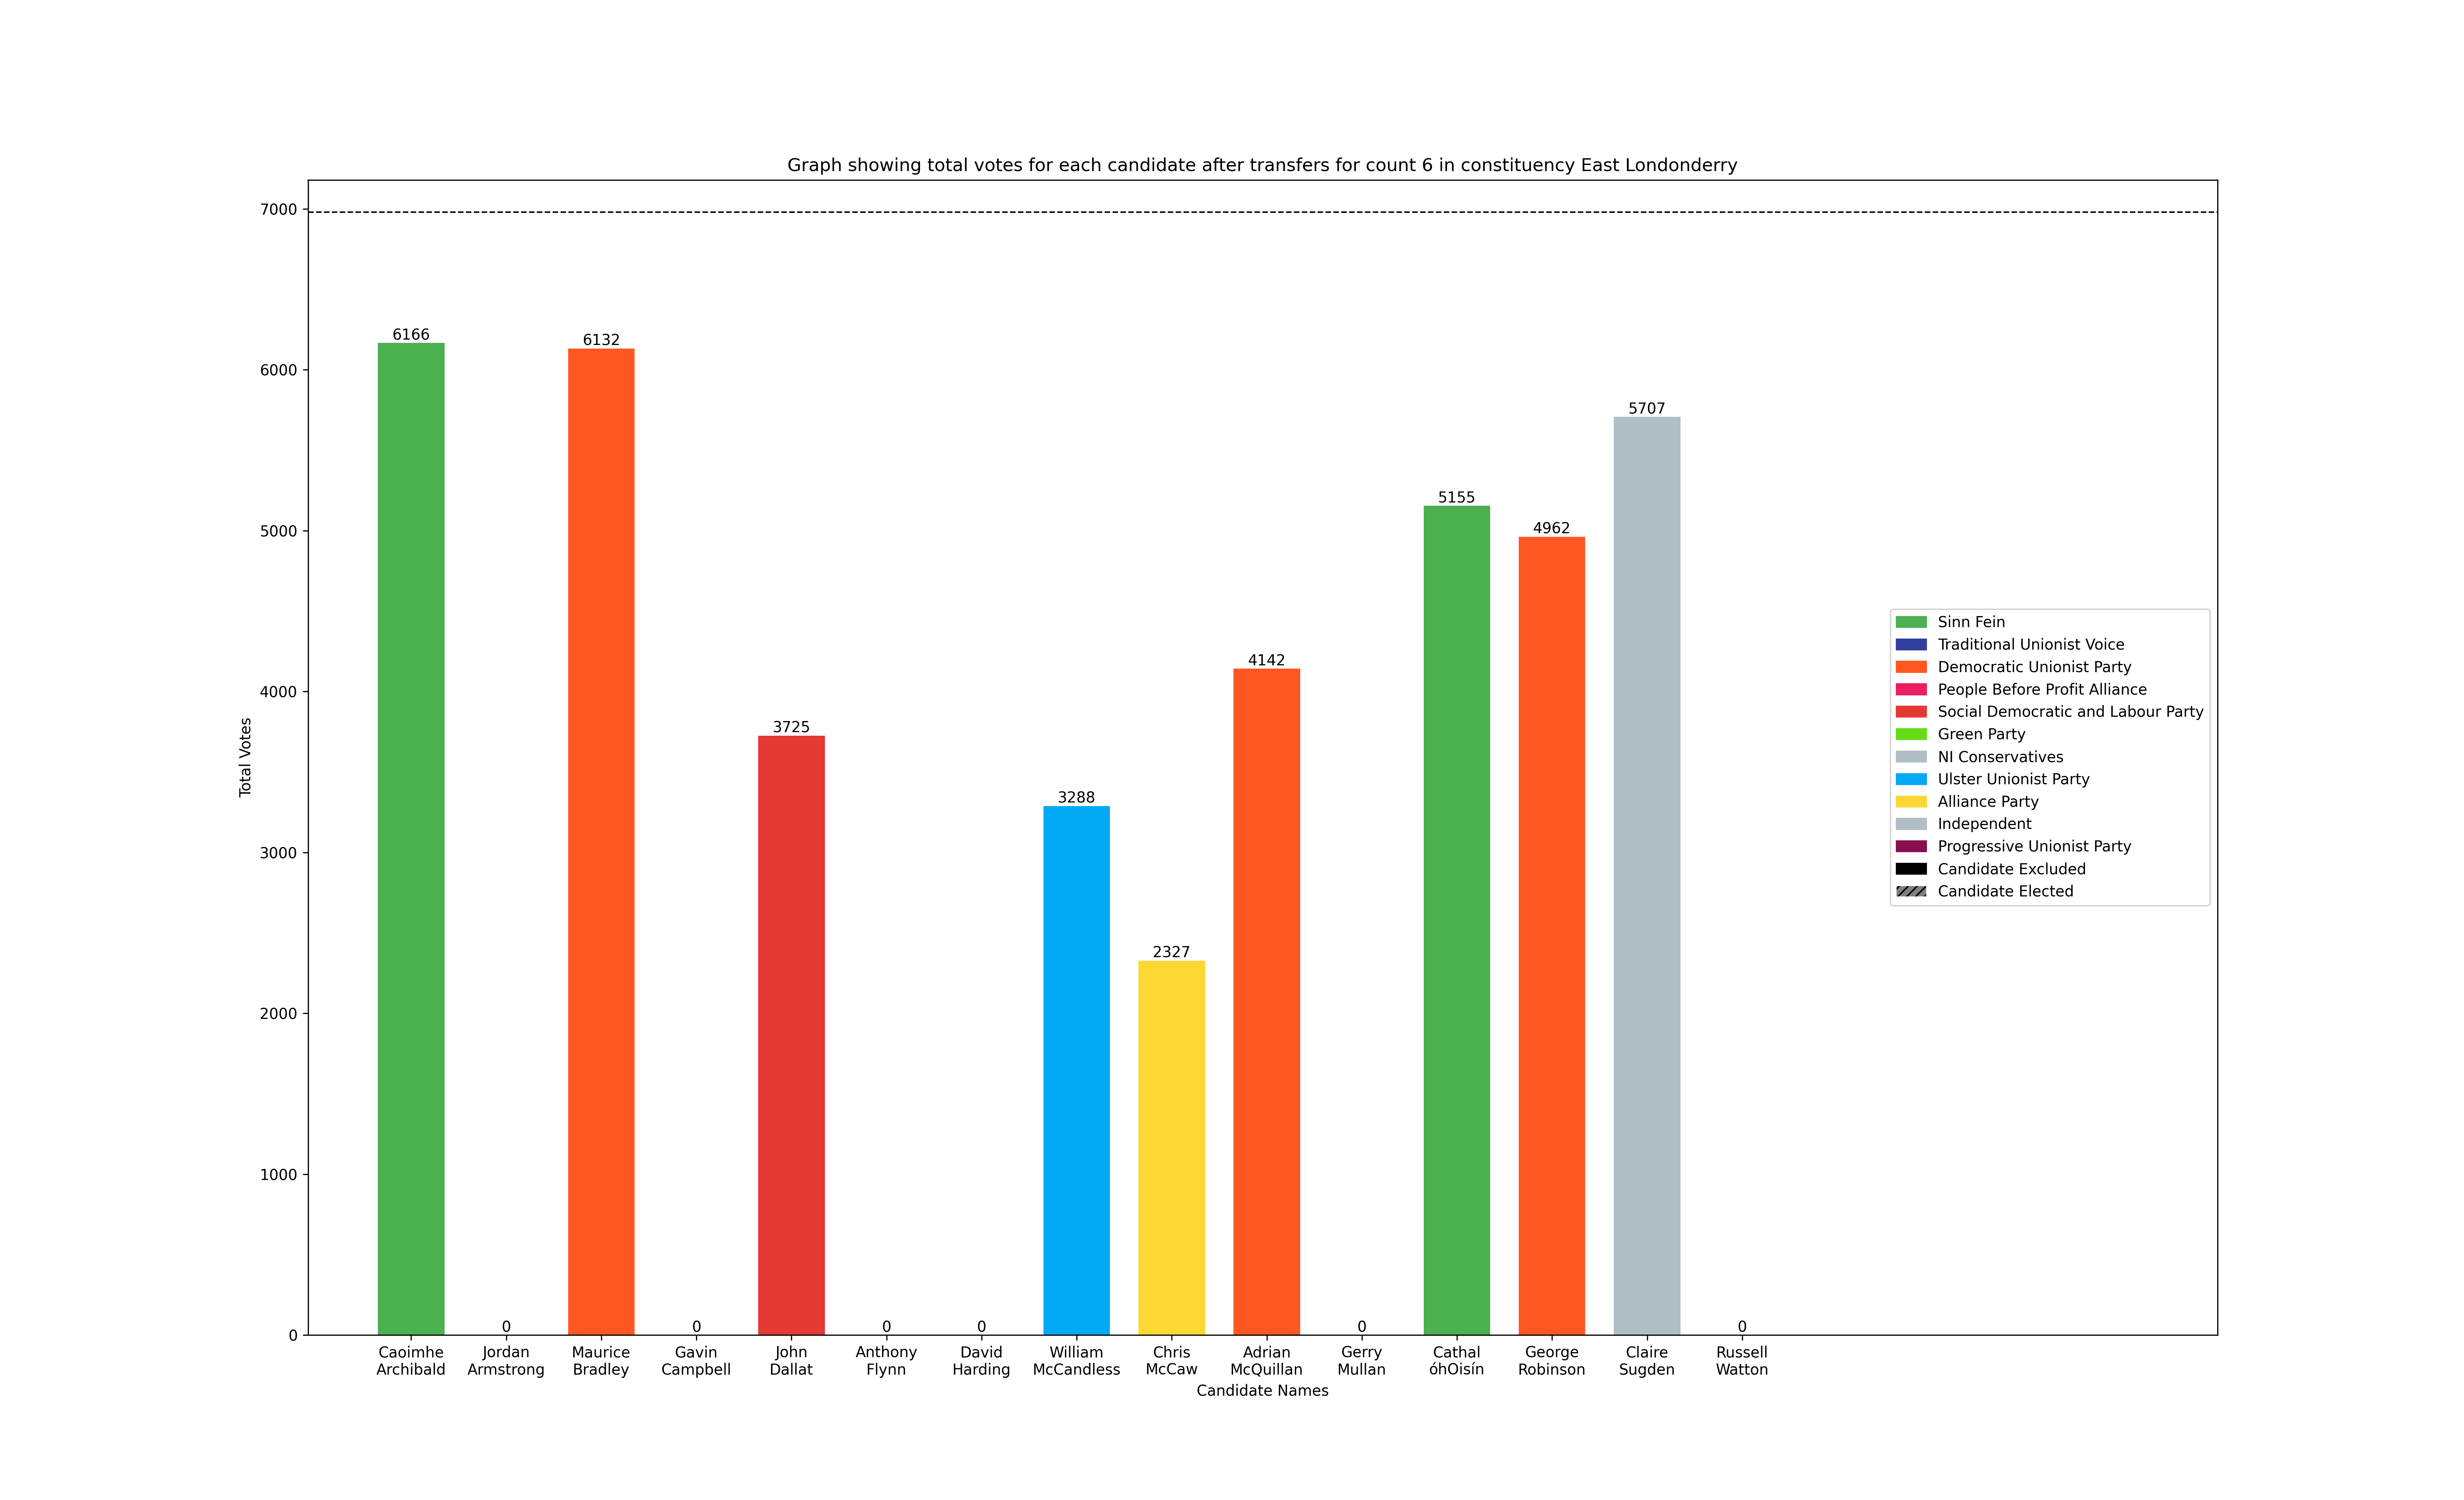 Graph showing total votes for each candidate after transfers for count 6 in constituency East Londonderry
Total Votes
7000
6000
5000
4000
3000
2000
1000
0
6166
0
6132
0
3725
0
0
3288
2327
4142
0
5155
4962
5707
0
Caoimhe
Archibald
Jordan
Armstrong
Maurice
Bradley
Gavin
Campbell
John
Dallat
Anthony
Flynn
David
Harding
William
McCandless
Chris
McCaw
Adrian
McQuillan
Gerry
Mullan
Cathal
óhOisín
George
Robinson
Claire
Sugden
Russell
Watton
Candidate Names
Sinn Fein
Traditional Unionist Voice
Democratic Unionist Party
People Before Profit Alliance
Social Democratic and Labour Party
Green Party
NI Conservatives
Ulster Unionist Party
Alliance Party
Independent
Progressive Unionist Party
Candidate Excluded
Candidate Elected